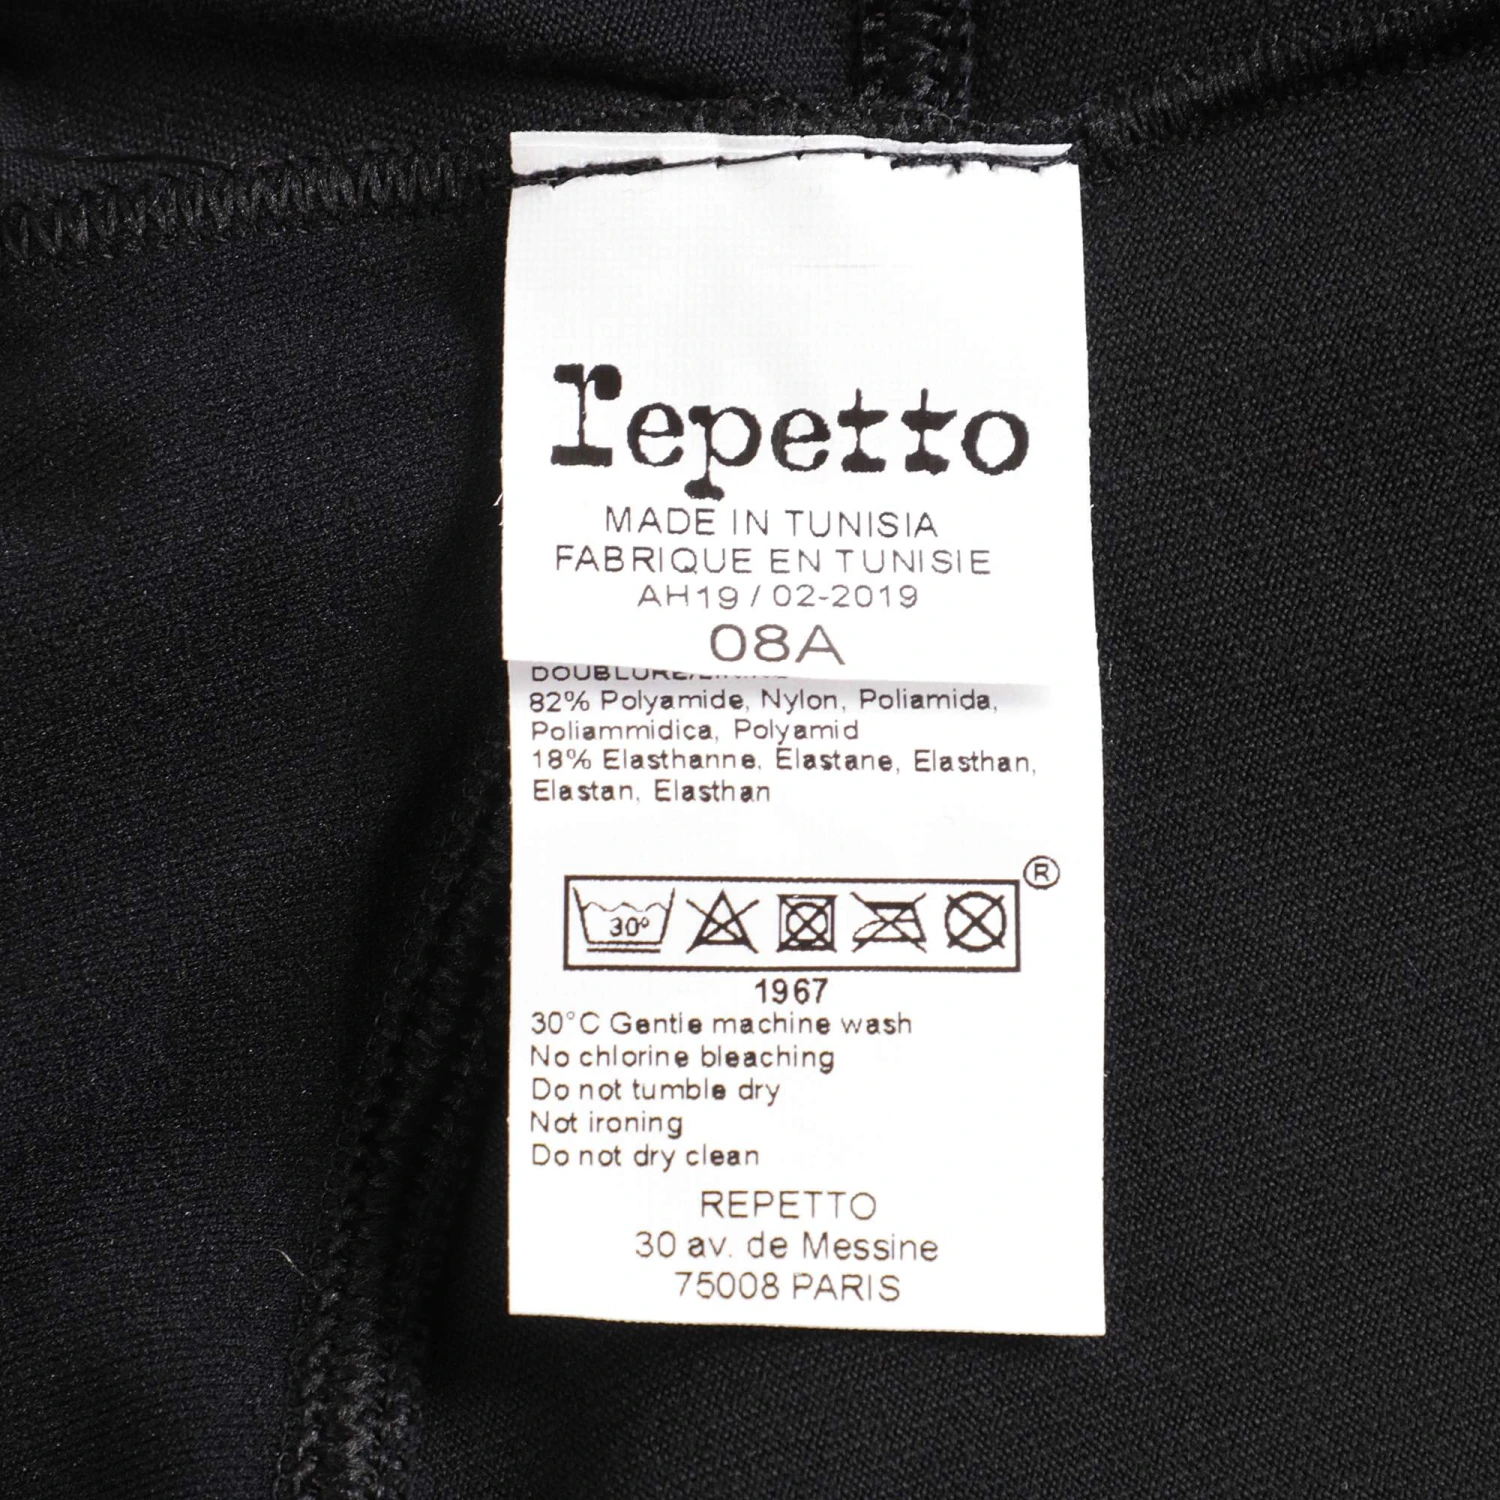 repetto
MADE IN TUNISIA
FABRIQUE EN TUNISIE
AH19 / 02-2019
08A
82% Polyamide, Nylon, Poliamida,
Poliammidica, Polyamid
18% Elasthanne, Elastane, Elasthan,
Elastan, Elasthan
®
30°
1967
30°C Gentle machine wash
No chlorine bleaching
Do not tumble dry
Not ironing
Do not dry clean
REPETTO
30 av. de Messine
75008 PARIS